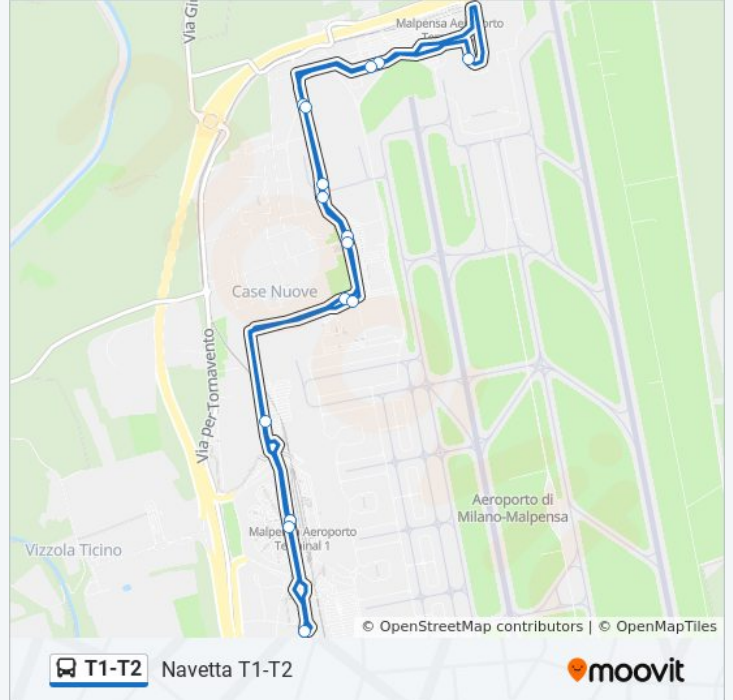 Via Gi
Malpensa Aeroporto
Case Nuove
Via per Tornavento
Aeroporto di
Milano-Malpensa
Malpensa Aeroporto
Terminal 1
Vizzola Ticino
© OpenStreetMap contributors | © OpenMapTiles
T1-T2 Navetta T1-T2
moovit